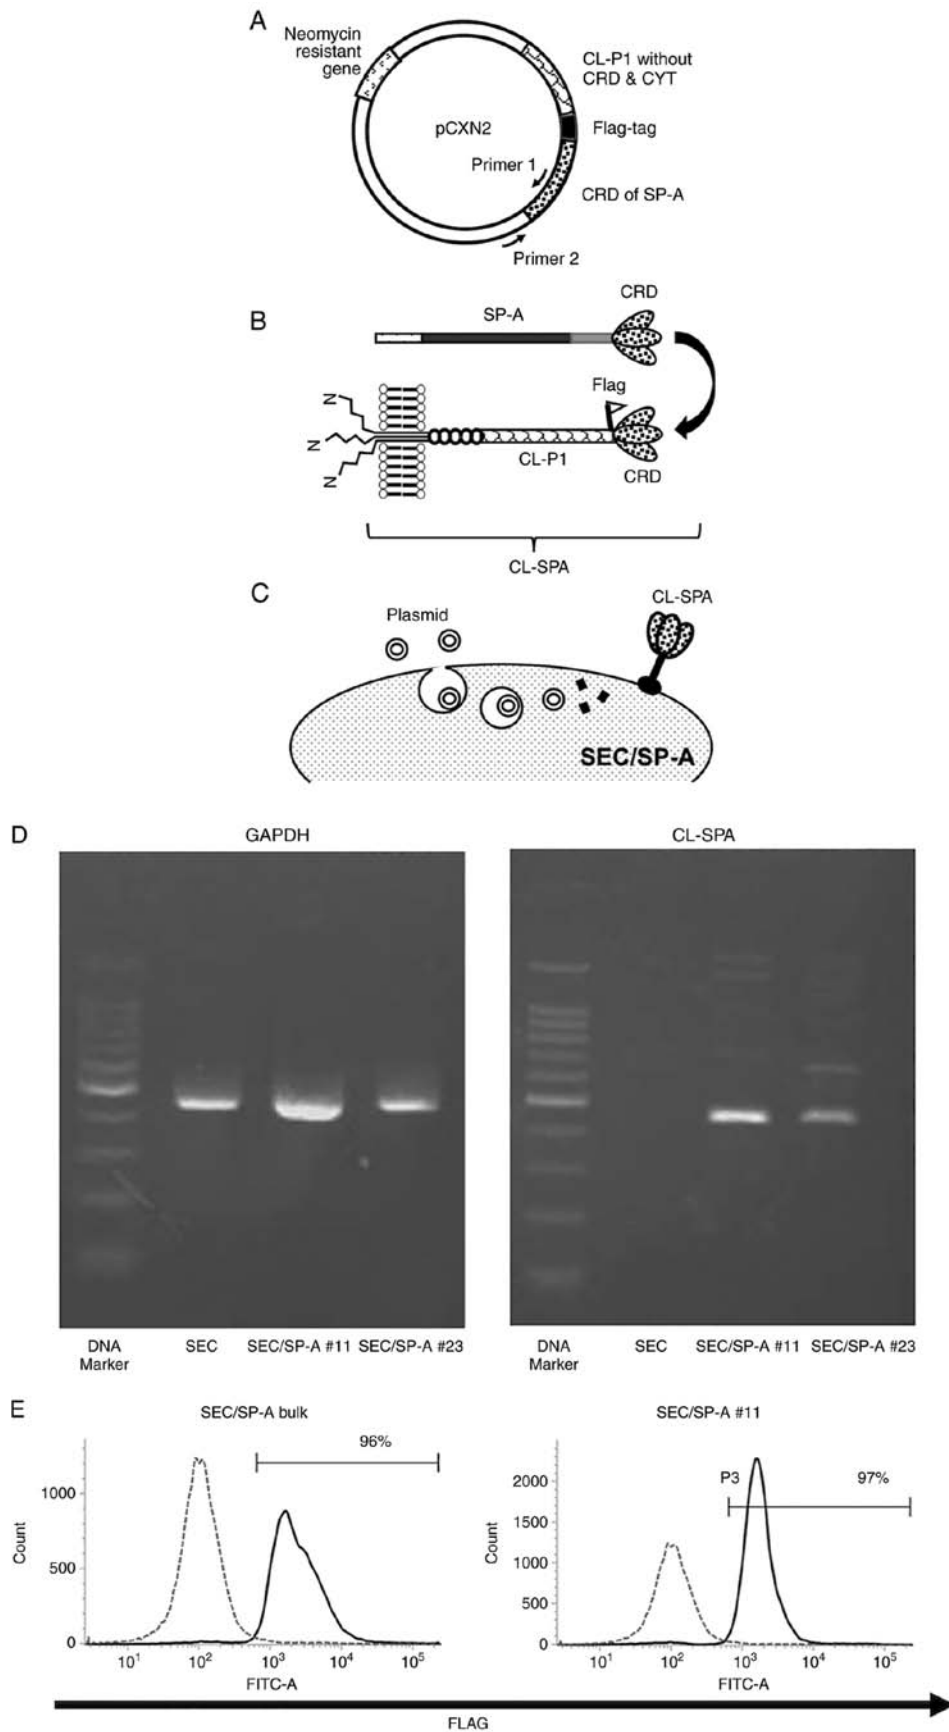 A
Neomycin
resistant
gene
CL-P1 without
CRD & CYT
pCXN2
Flag-tag
Primer 1
CRD of SP-A
Primer 2
B
SP-A
CRD
Flag
N
N
N
CL-P1
CRD
CL-SPA
C
CL-SPA
Plasmid
SEC/SP-A
D
GAPDH
CL-SPA
DNA
Marker
SEC
SEC/SP-A #11
SEC/SP-A #23
DNA
Marker
SEC
SEC/SP-A #11
SEC/SP-A #23
E
SEC/SP-A bulk
96%
Count
1000
500
0
10¹
10²
10³
10⁴
10⁵
FITC-A
SEC/SP-A #11
P3
97%
Count
2000
1500
1000
500
0
10¹
10²
10³
10⁴
10⁵
FITC-A
FLAG